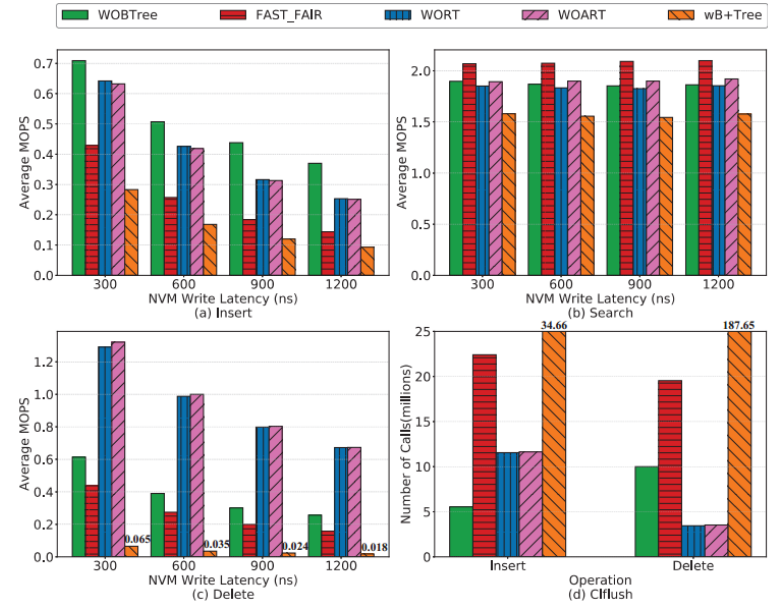 WOBTree FAST_FAIR WORT WOART wB+Tree
Average MOPS
0.7
0.6
0.5
0.4
0.3
0.2
0.1
0.0
300 600 900 1200
NVM Write Latency (ns)
(a) Insert
Average MOPS
2.0
1.5
1.0
0.5
0.0
300 600 900 1200
NVM Write Latency (ns)
(b) Search
Average MOPS
1.2
1.0
0.8
0.6
0.4
0.2
0.0
0.065 0.035 0.024 0.018
300 600 900 1200
NVM Write Latency (ns)
(c) Delete
Number of Calls(millions)
34.66 187.65
25
20
15
10
5
0
Insert Delete
Operation
(d) Clflush